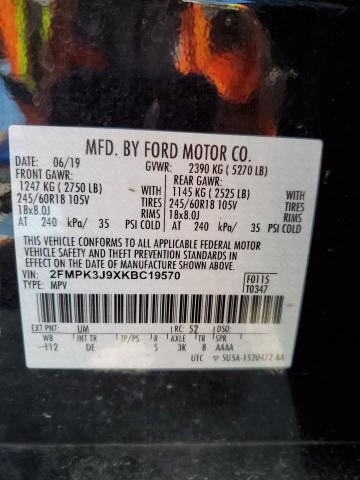 MFD. BY FORD MOTOR CO.
06/19 GVWR: 2390 KG ( 5270 LB)
FRONT GAWR: REAR GAWR:
1247 KG ( 2750 LB) WITH 1145 KG ( 2525 LB) WITH
245/60R18 105V TIRES 245/60R18 105V TIRES
18x8.0J RIMS 18x8.0J RIMS
AT 240 kPa/ 35 PSI COLD AT 240 kPa/ 35 PSI COLD
THIS VEHICLE CONFORMS TO ALL APPLICABLE FEDERAL MOTOR
VEHICLE SAFETY AND THEFT PREVENTION STANDARDS IN
EFFECT ON THE DATE OF MANUFACTURE SHOWN ABOVE.
VIN: 2FMPK3J9XKBC19570 F0115
TYPE: MPV T0347
EXT PNT: UM RC: 52 DSO:
WB INT TR TP/PS R AXLE TR SPR
112 DE 5 3K 8 AAAA
UTC 5U5A-15204/2-8A